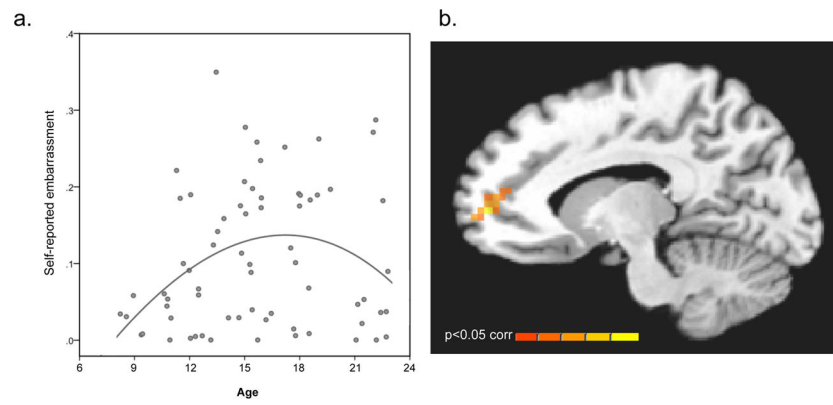 a.
b.
.4
.3
.2
.1
.0
Self-reported embarrassment
6 9 12 15 18 21 24
Age
p<0.05 corr